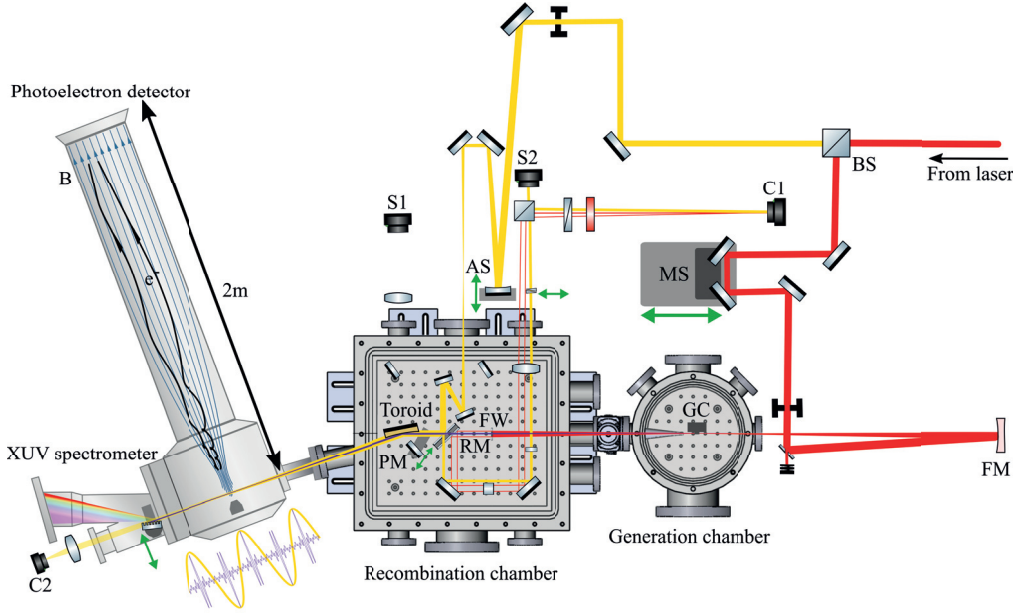 Photoelectron detector
B
e-
2m
S1
S2
C1
BS
From laser
AS
MS
Toroid
FW
PM
RM
GC
FM
XUV spectrometer
C2
Recombination chamber
Generation chamber